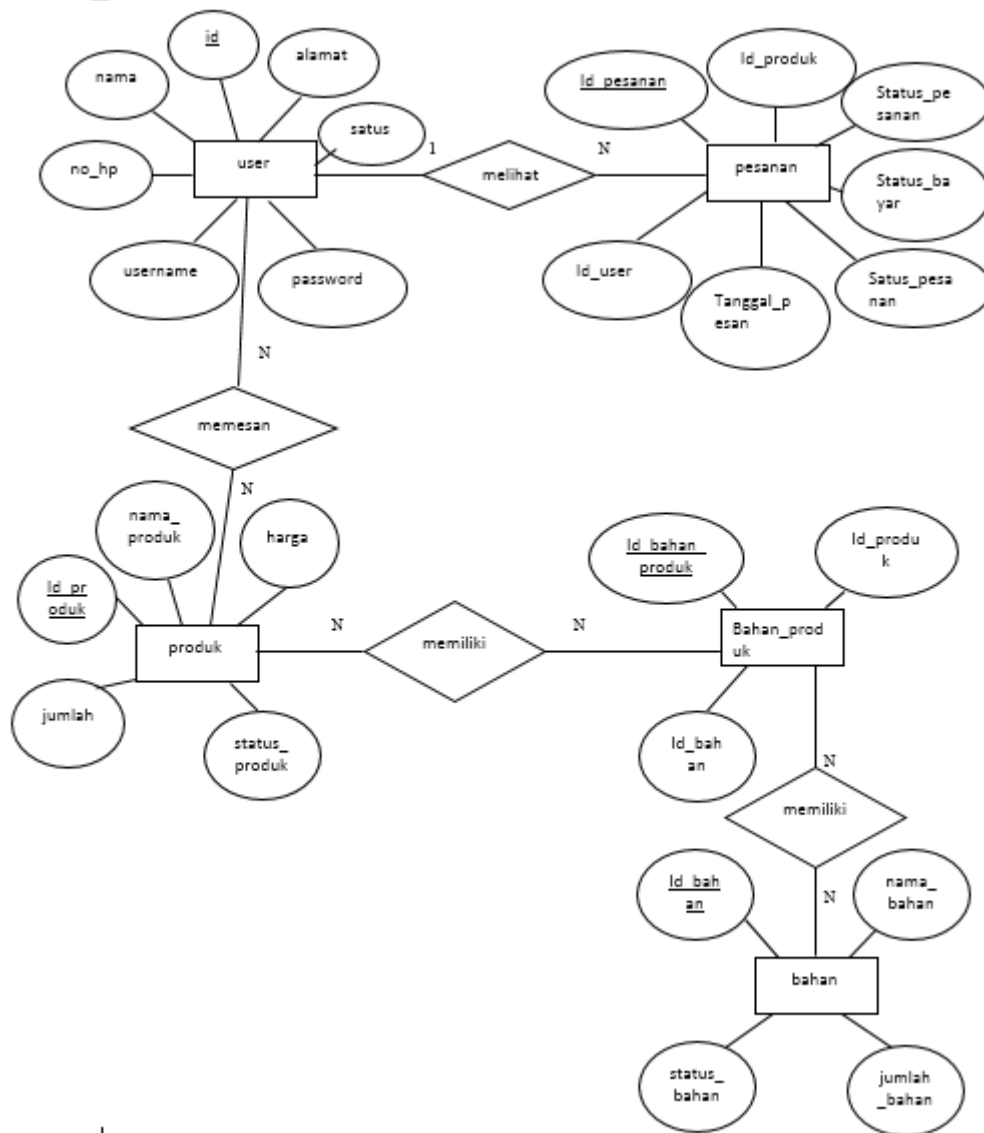 id
alamat
nama
satus
no_hp
user
username
password
1
melihat
N
Id_pesanan
Id_produk
Status_pe
sanan
pesanan
Status_ba
yar
Id_user
Tanggal_p
esan
Satus_pesa
nan
N
memesan
N
nama_
produk
harga
Id_pr
oduk
produk
jumlah
status_
produk
N
memiliki
N
Id_bahan_
produk
Id_produ
k
Bahan_prod
uk
Id_bah
an
N
memiliki
N
Id_bah
an
nama_
bahan
bahan
status_
bahan
jumlah
_bahan